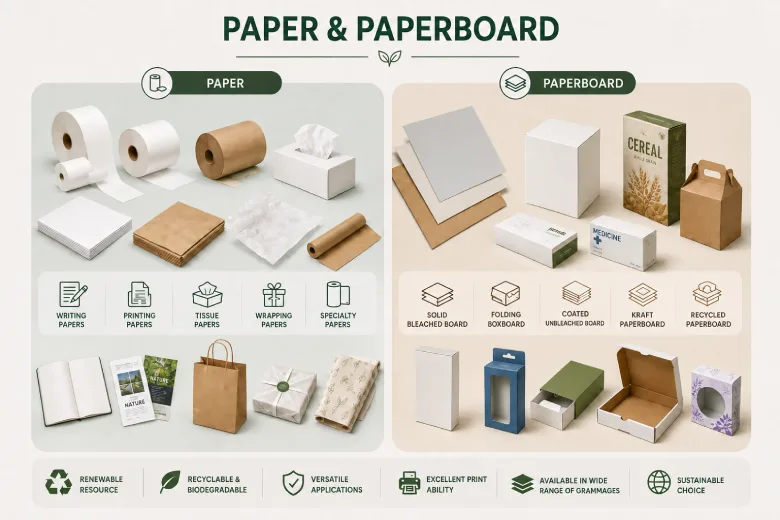 PAPER & PAPERBOARD
PAPER
PAPERBOARD
CEREAL
WHOLE GRAIN
MEDICINE
WRITING
PAPERS
PRINTING
PAPERS
TISSUE
PAPERS
WRAPPING
PAPERS
SPECIALTY
PAPERS
SOLID
BLEACHED BOARD
FOLDING
BOXBOARD
COATED
UNBLEACHED BOARD
KRAFT
PAPERBOARD
RECYCLED
PAPERBOARD
NATURE
NATURE
RENEWABLE
RESOURCE
RECYCLABLE &
BIODEGRADABLE
VERSATILE
APPLICATIONS
EXCELLENT PRINT
ABILITY
AVAILABLE IN WIDE
RANGE OF GRAMMAGES
SUSTAINABLE
CHOICE